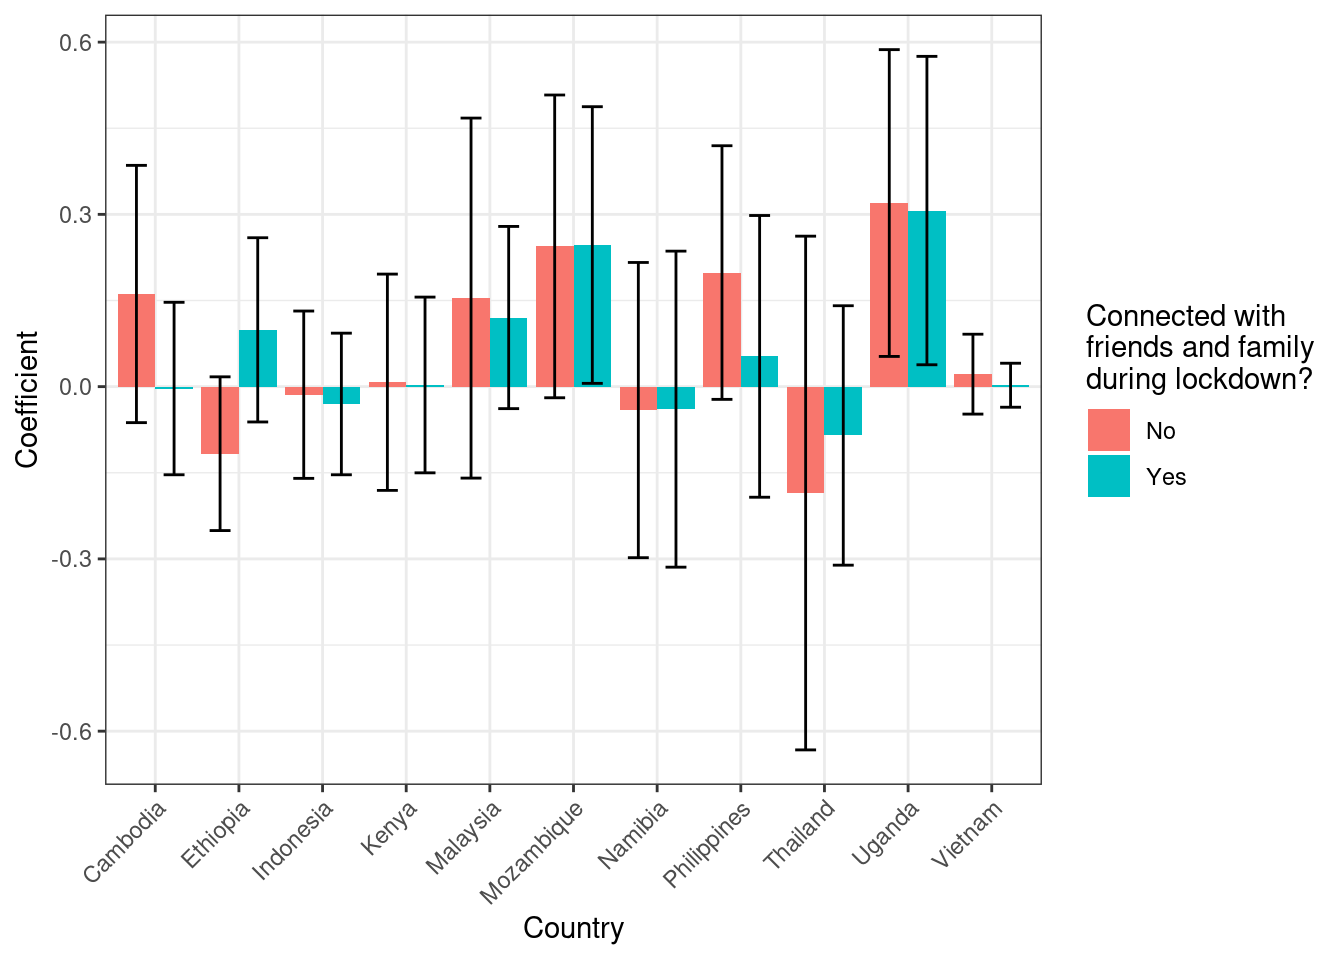 0.6
0.3
0.0
-0.3
-0.6
Coefficient
Cambodia
Ethiopia
Indonesia
Kenya
Malaysia
Mozambique
Namibia
Philippines
Thailand
Uganda
Vietnam
Country
Connected with
friends and family
during lockdown?
No
Yes